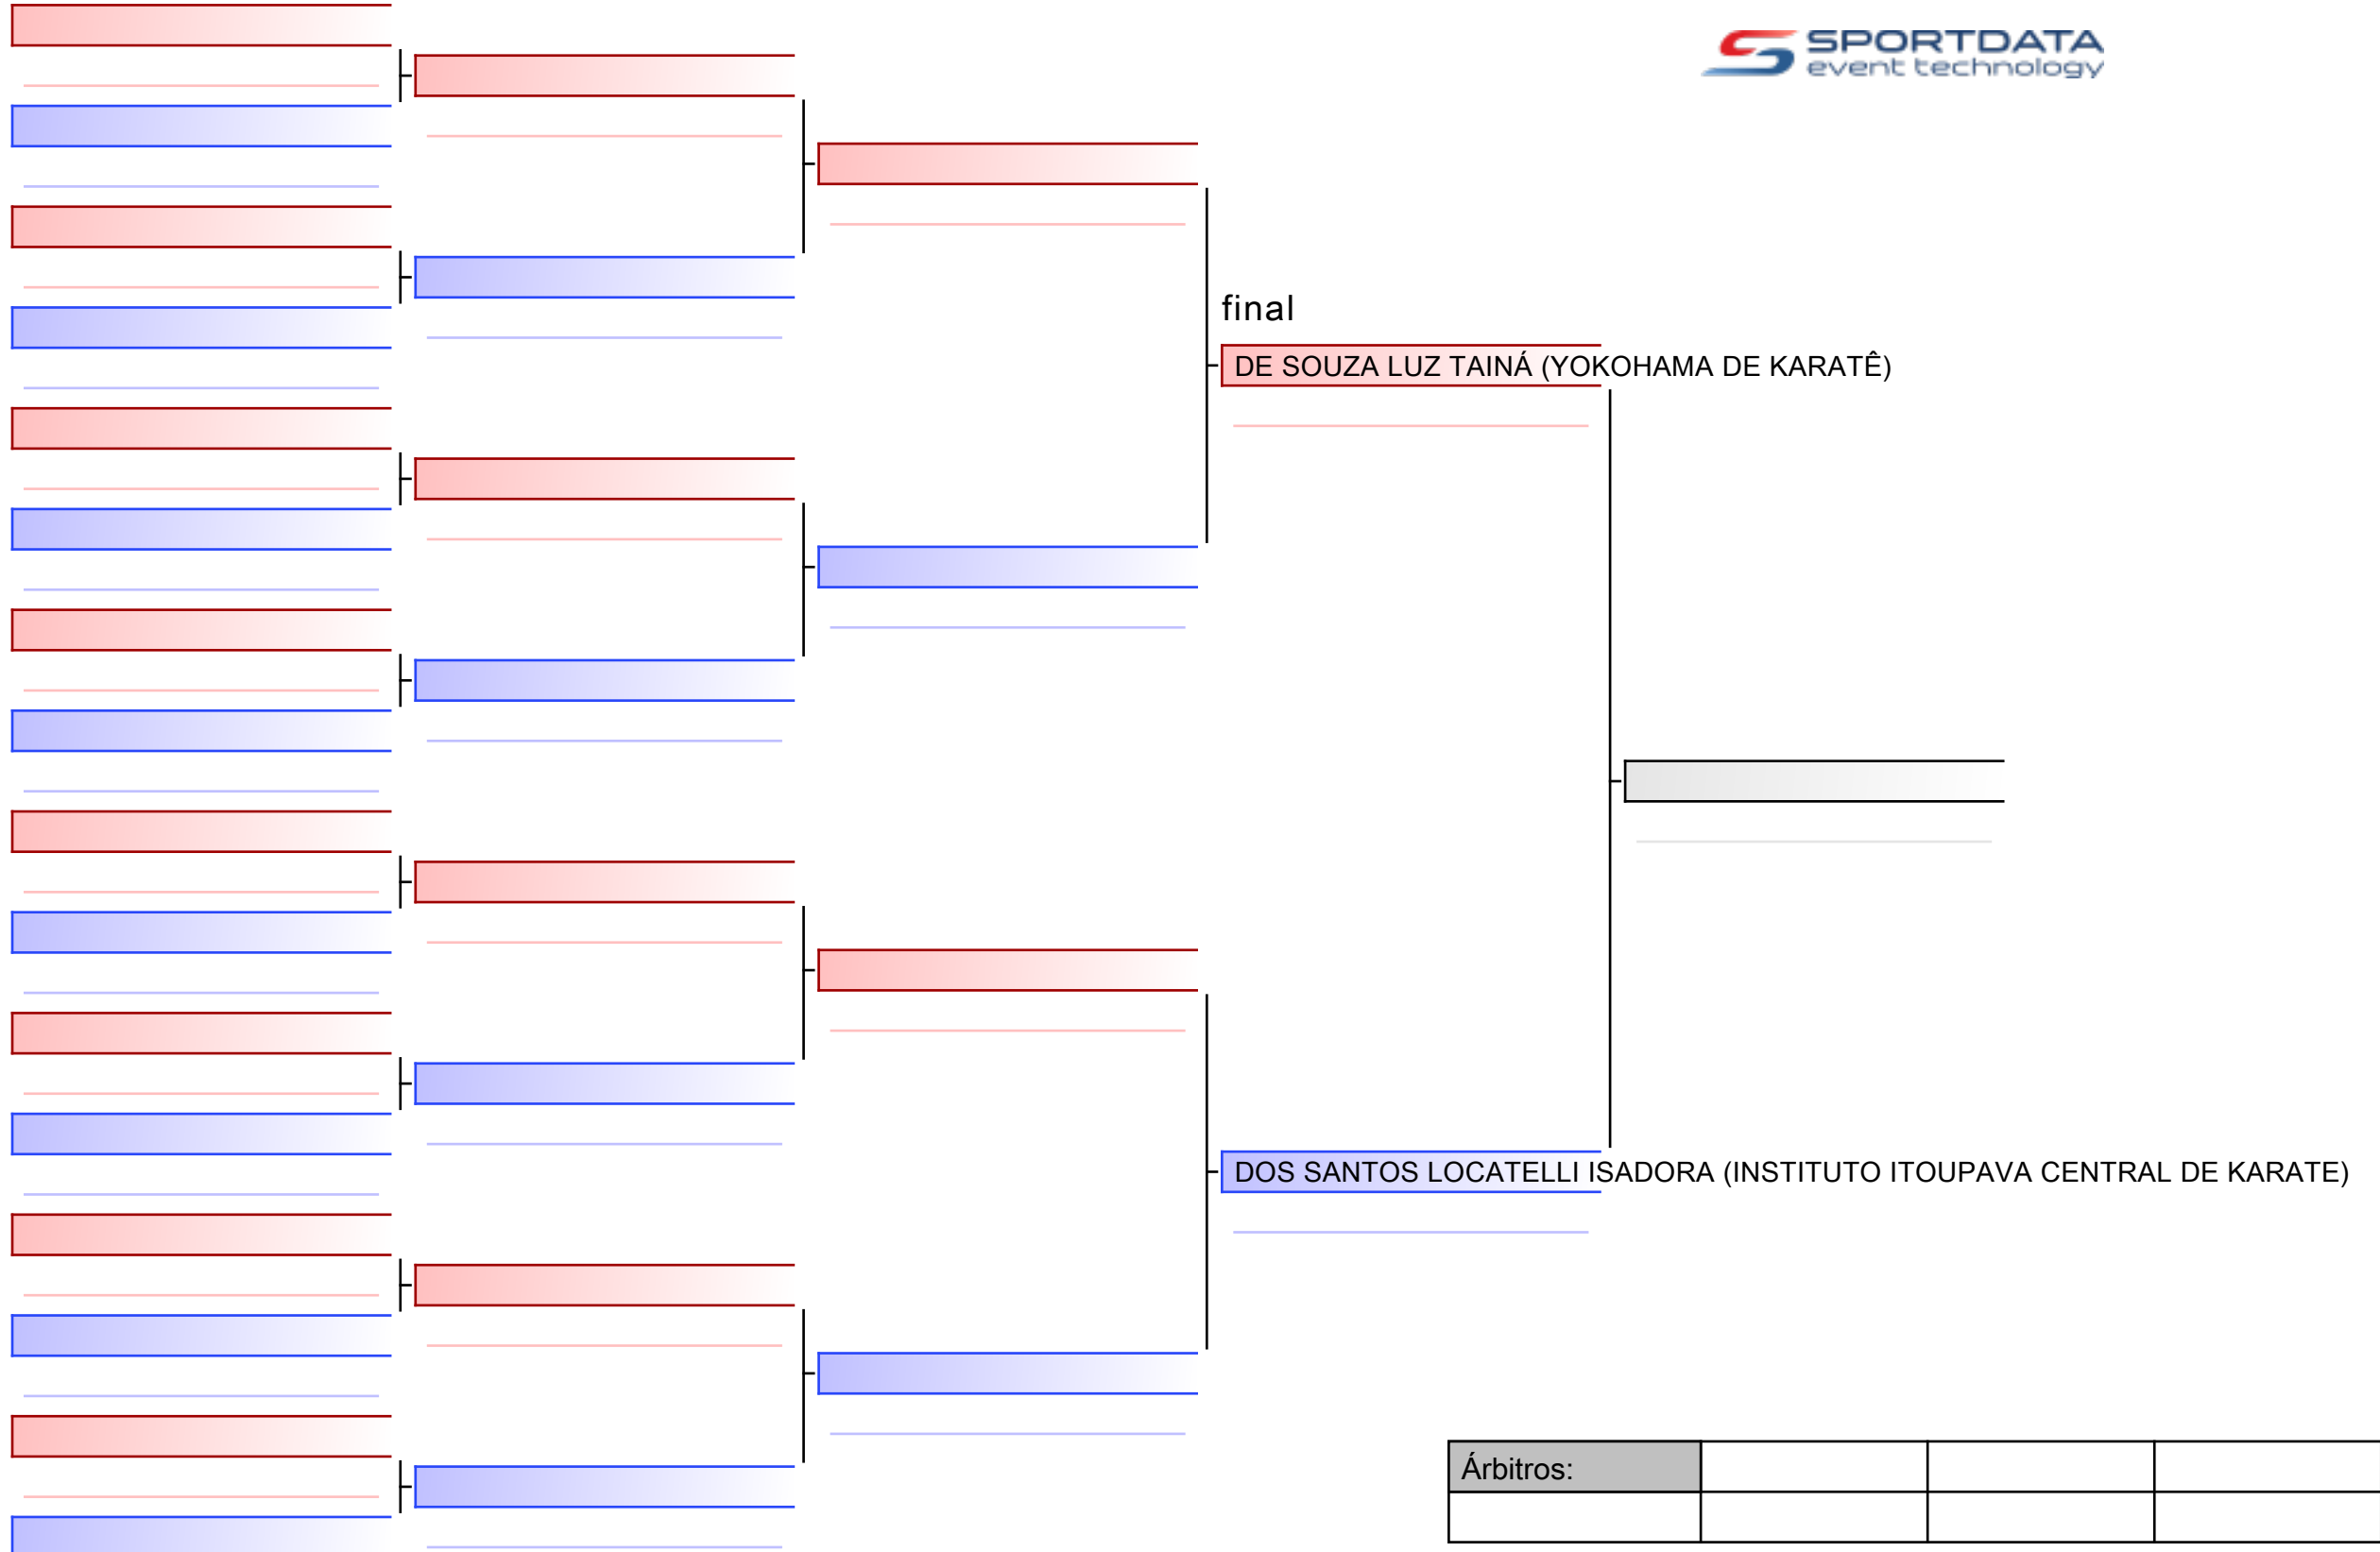 SPORTDATA
event technology
final
DE SOUZA LUZ TAINÁ (YOKOHAMA DE KARATÊ)
DOS SANTOS LOCATELLI ISADORA (INSTITUTO ITOUPAVA CENTRAL DE KARATE)
Árbitros: